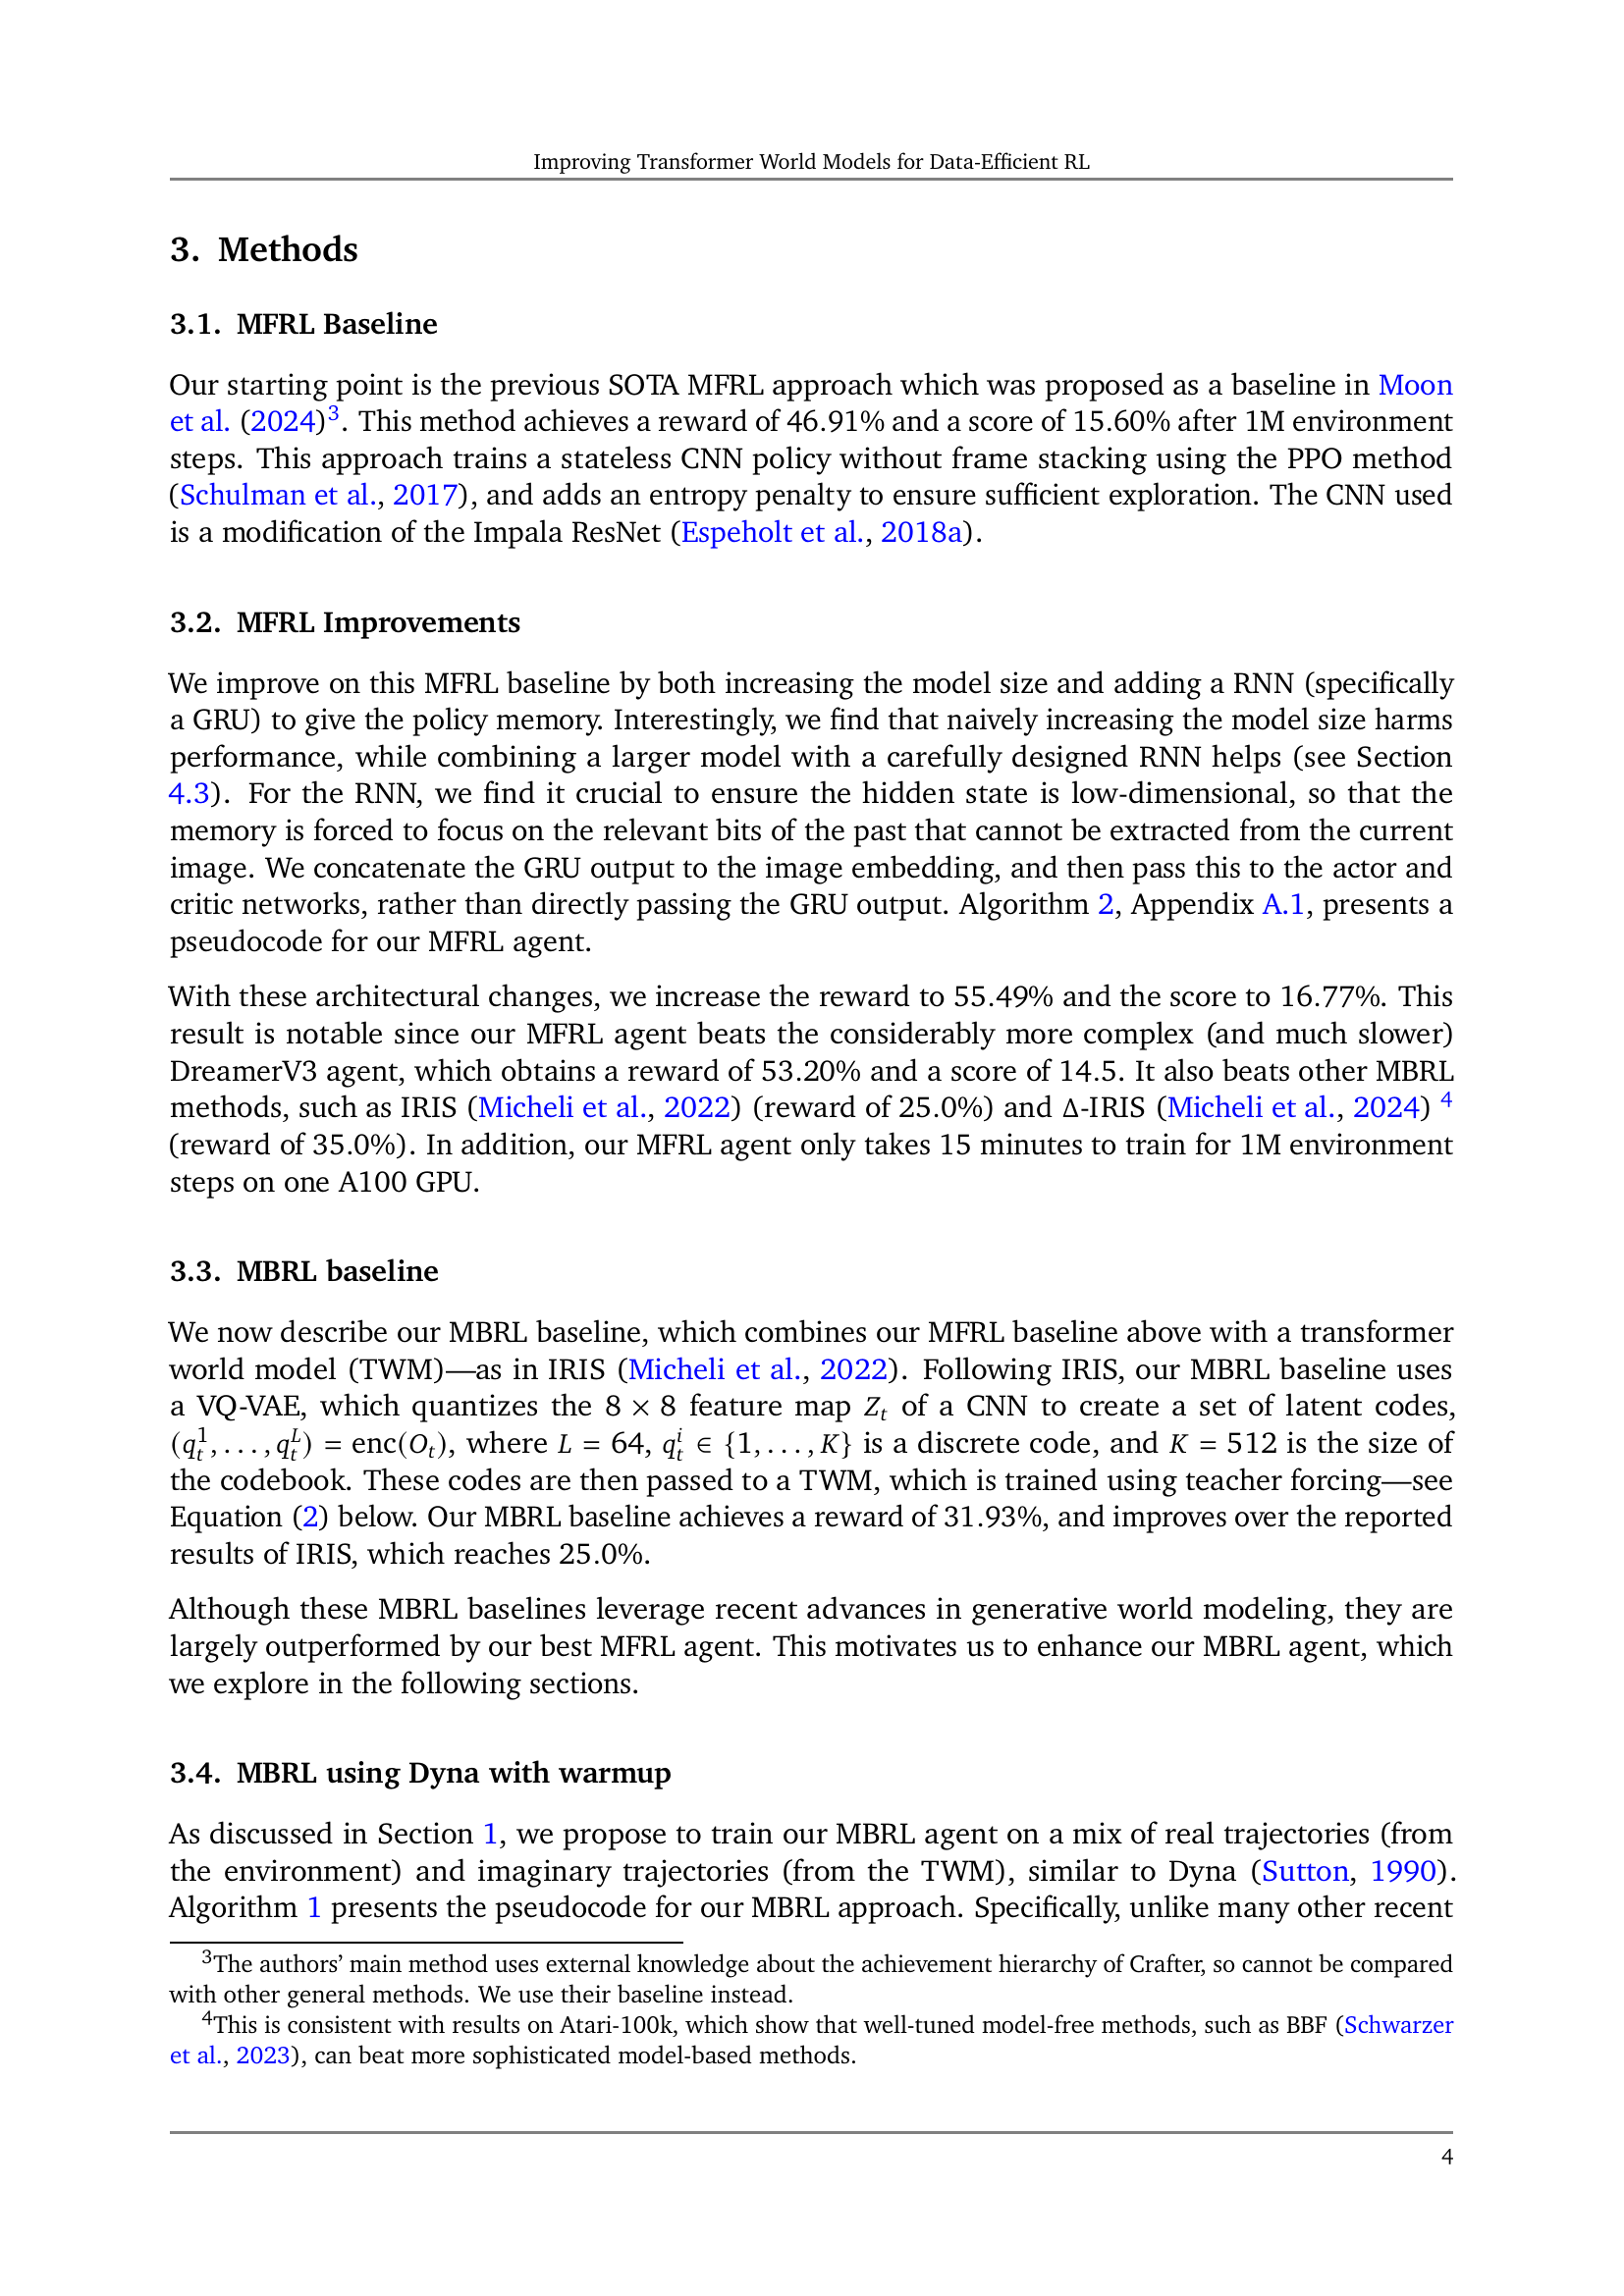 Improving Transformer World Models for Data-Efficient RL
3. Methods
3.1. MFRL Baseline
Our starting point is the previous SOTA MFRL approach which was proposed as a baseline in Moon
et al. (2024)³. This method achieves a reward of 46.91% and a score of 15.60% after 1M environment
steps. This approach trains a stateless CNN policy without frame stacking using the PPO method
(Schulman et al., 2017), and adds an entropy penalty to ensure sufficient exploration. The CNN used
is a modification of the Impala ResNet (Espeholt et al., 2018a).
3.2. MFRL Improvements
We improve on this MFRL baseline by both increasing the model size and adding a RNN (specifically
a GRU) to give the policy memory. Interestingly, we find that naively increasing the model size harms
performance, while combining a larger model with a carefully designed RNN helps (see Section
4.3). For the RNN, we find it crucial to ensure the hidden state is low-dimensional, so that the
memory is forced to focus on the relevant bits of the past that cannot be extracted from the current
image. We concatenate the GRU output to the image embedding, and then pass this to the actor and
critic networks, rather than directly passing the GRU output. Algorithm 2, Appendix A.1, presents a
pseudocode for our MFRL agent.
With these architectural changes, we increase the reward to 55.49% and the score to 16.77%. This
result is notable since our MFRL agent beats the considerably more complex (and much slower)
DreamerV3 agent, which obtains a reward of 53.20% and a score of 14.5. It also beats other MBRL
methods, such as IRIS (Micheli et al., 2022) (reward of 25.0%) and Δ-IRIS (Micheli et al., 2024) ⁴
(reward of 35.0%). In addition, our MFRL agent only takes 15 minutes to train for 1M environment
steps on one A100 GPU.
3.3. MBRL baseline
We now describe our MBRL baseline, which combines our MFRL baseline above with a transformer
world model (TWM)—as in IRIS (Micheli et al., 2022). Following IRIS, our MBRL baseline uses
a VQ-VAE, which quantizes the 8 × 8 feature map Z_t of a CNN to create a set of latent codes,
(q_t^1, . . . , q_t^L) = enc(O_t), where L = 64, q_t^i ∈ {1, . . . , K} is a discrete code, and K = 512 is the size of
the codebook. These codes are then passed to a TWM, which is trained using teacher forcing—see
Equation (2) below. Our MBRL baseline achieves a reward of 31.93%, and improves over the reported
results of IRIS, which reaches 25.0%.
Although these MBRL baselines leverage recent advances in generative world modeling, they are
largely outperformed by our best MFRL agent. This motivates us to enhance our MBRL agent, which
we explore in the following sections.
3.4. MBRL using Dyna with warmup
As discussed in Section 1, we propose to train our MBRL agent on a mix of real trajectories (from
the environment) and imaginary trajectories (from the TWM), similar to Dyna (Sutton, 1990).
Algorithm 1 presents the pseudocode for our MBRL approach. Specifically, unlike many other recent
³The authors' main method uses external knowledge about the achievement hierarchy of Crafter, so cannot be compared
with other general methods. We use their baseline instead.
⁴This is consistent with results on Atari-100k, which show that well-tuned model-free methods, such as BBF (Schwarzer
et al., 2023), can beat more sophisticated model-based methods.
4